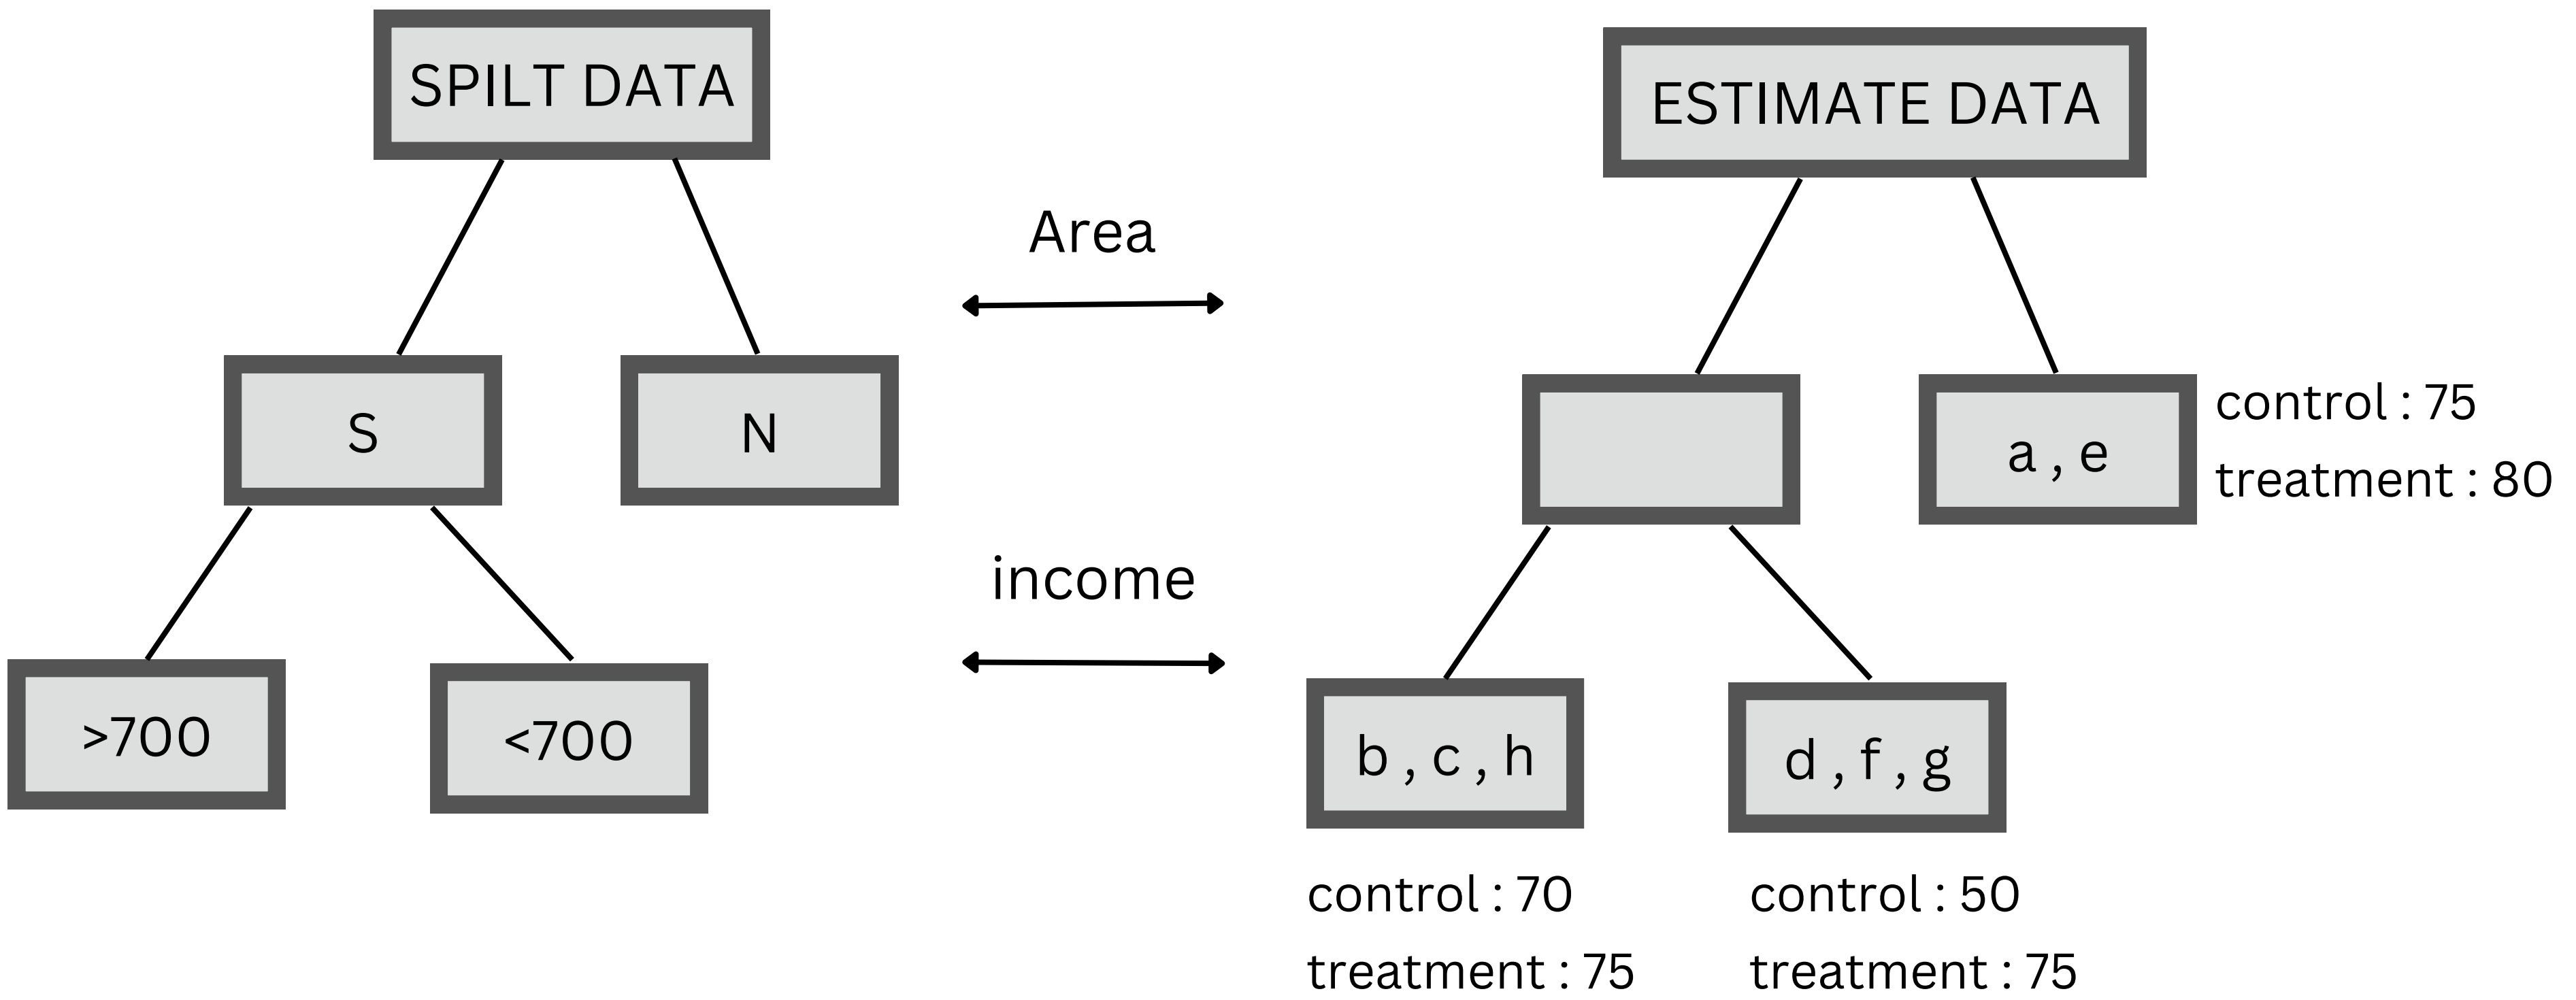 SPILT DATA
ESTIMATE DATA
Area
S
N
a , e
control : 75
treatment : 80
income
>700
<700
b , c , h
d , f , g
control : 70
treatment : 75
control : 50
treatment : 75